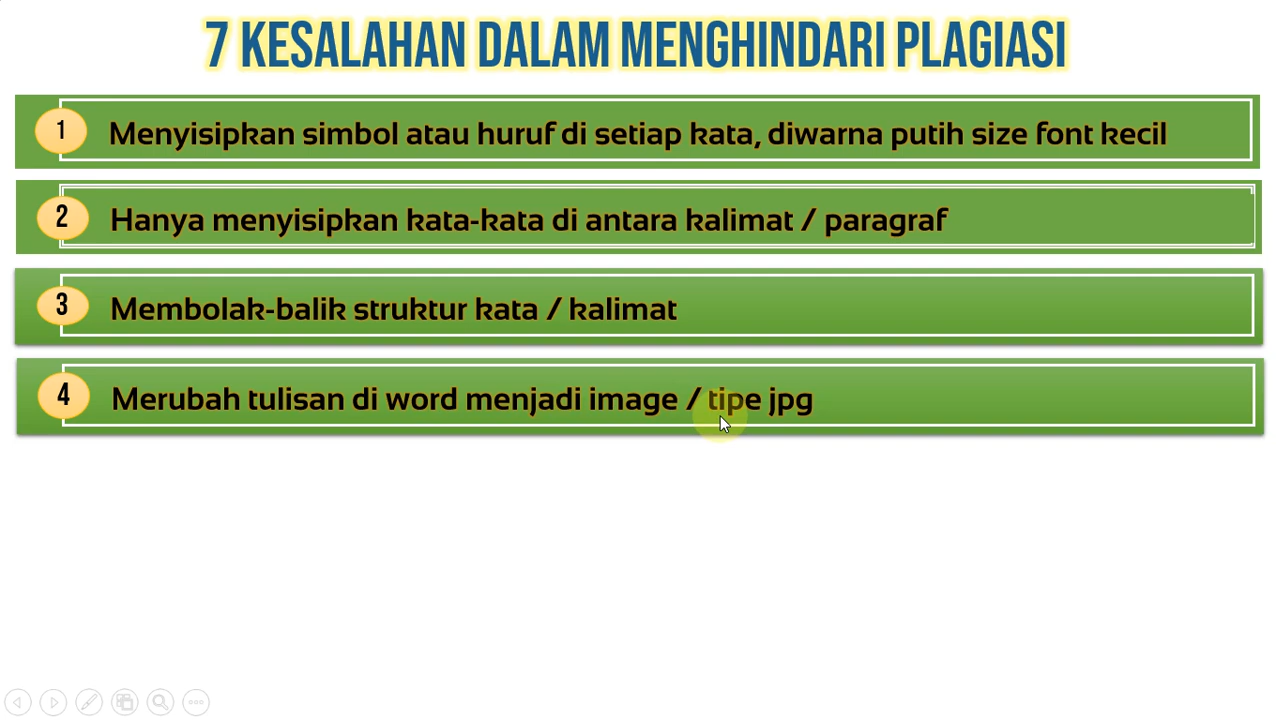 7 KESALAHAN DALAM MENGHINDARI PLAGIASI
1 Menyisipkan simbol atau huruf di setiap kata, diwarna putih size font kecil
2 Hanya menyisipkan kata-kata di antara kalimat / paragraf
3 Membolak-balik struktur kata / kalimat
4 Merubah tulisan di word menjadi image / tipe jpg